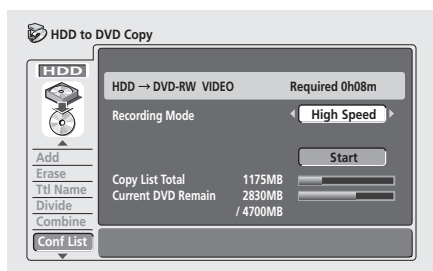 HDD to DVD Copy
HDD
HDD → DVD-RW VIDEO Required 0h08m
Recording Mode High Speed
Start
Add
Erase
Ttl Name
Divide
Combine
Conf List
Copy List Total 1175MB
Current DVD Remain 2830MB
/ 4700MB